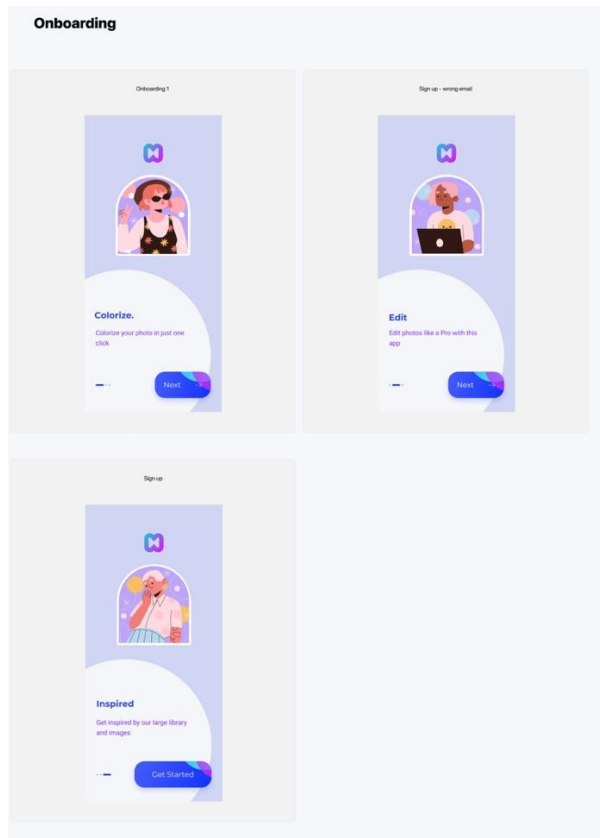 Onboarding
Onboarding 1
Sign up - wrong email
Colorize.
Colorize your photo in just one
click
Next
Edit
Edit photos like a Pro with this
app
Next
Sign up
Inspired
Get inspired by our large library
and images
Get Started